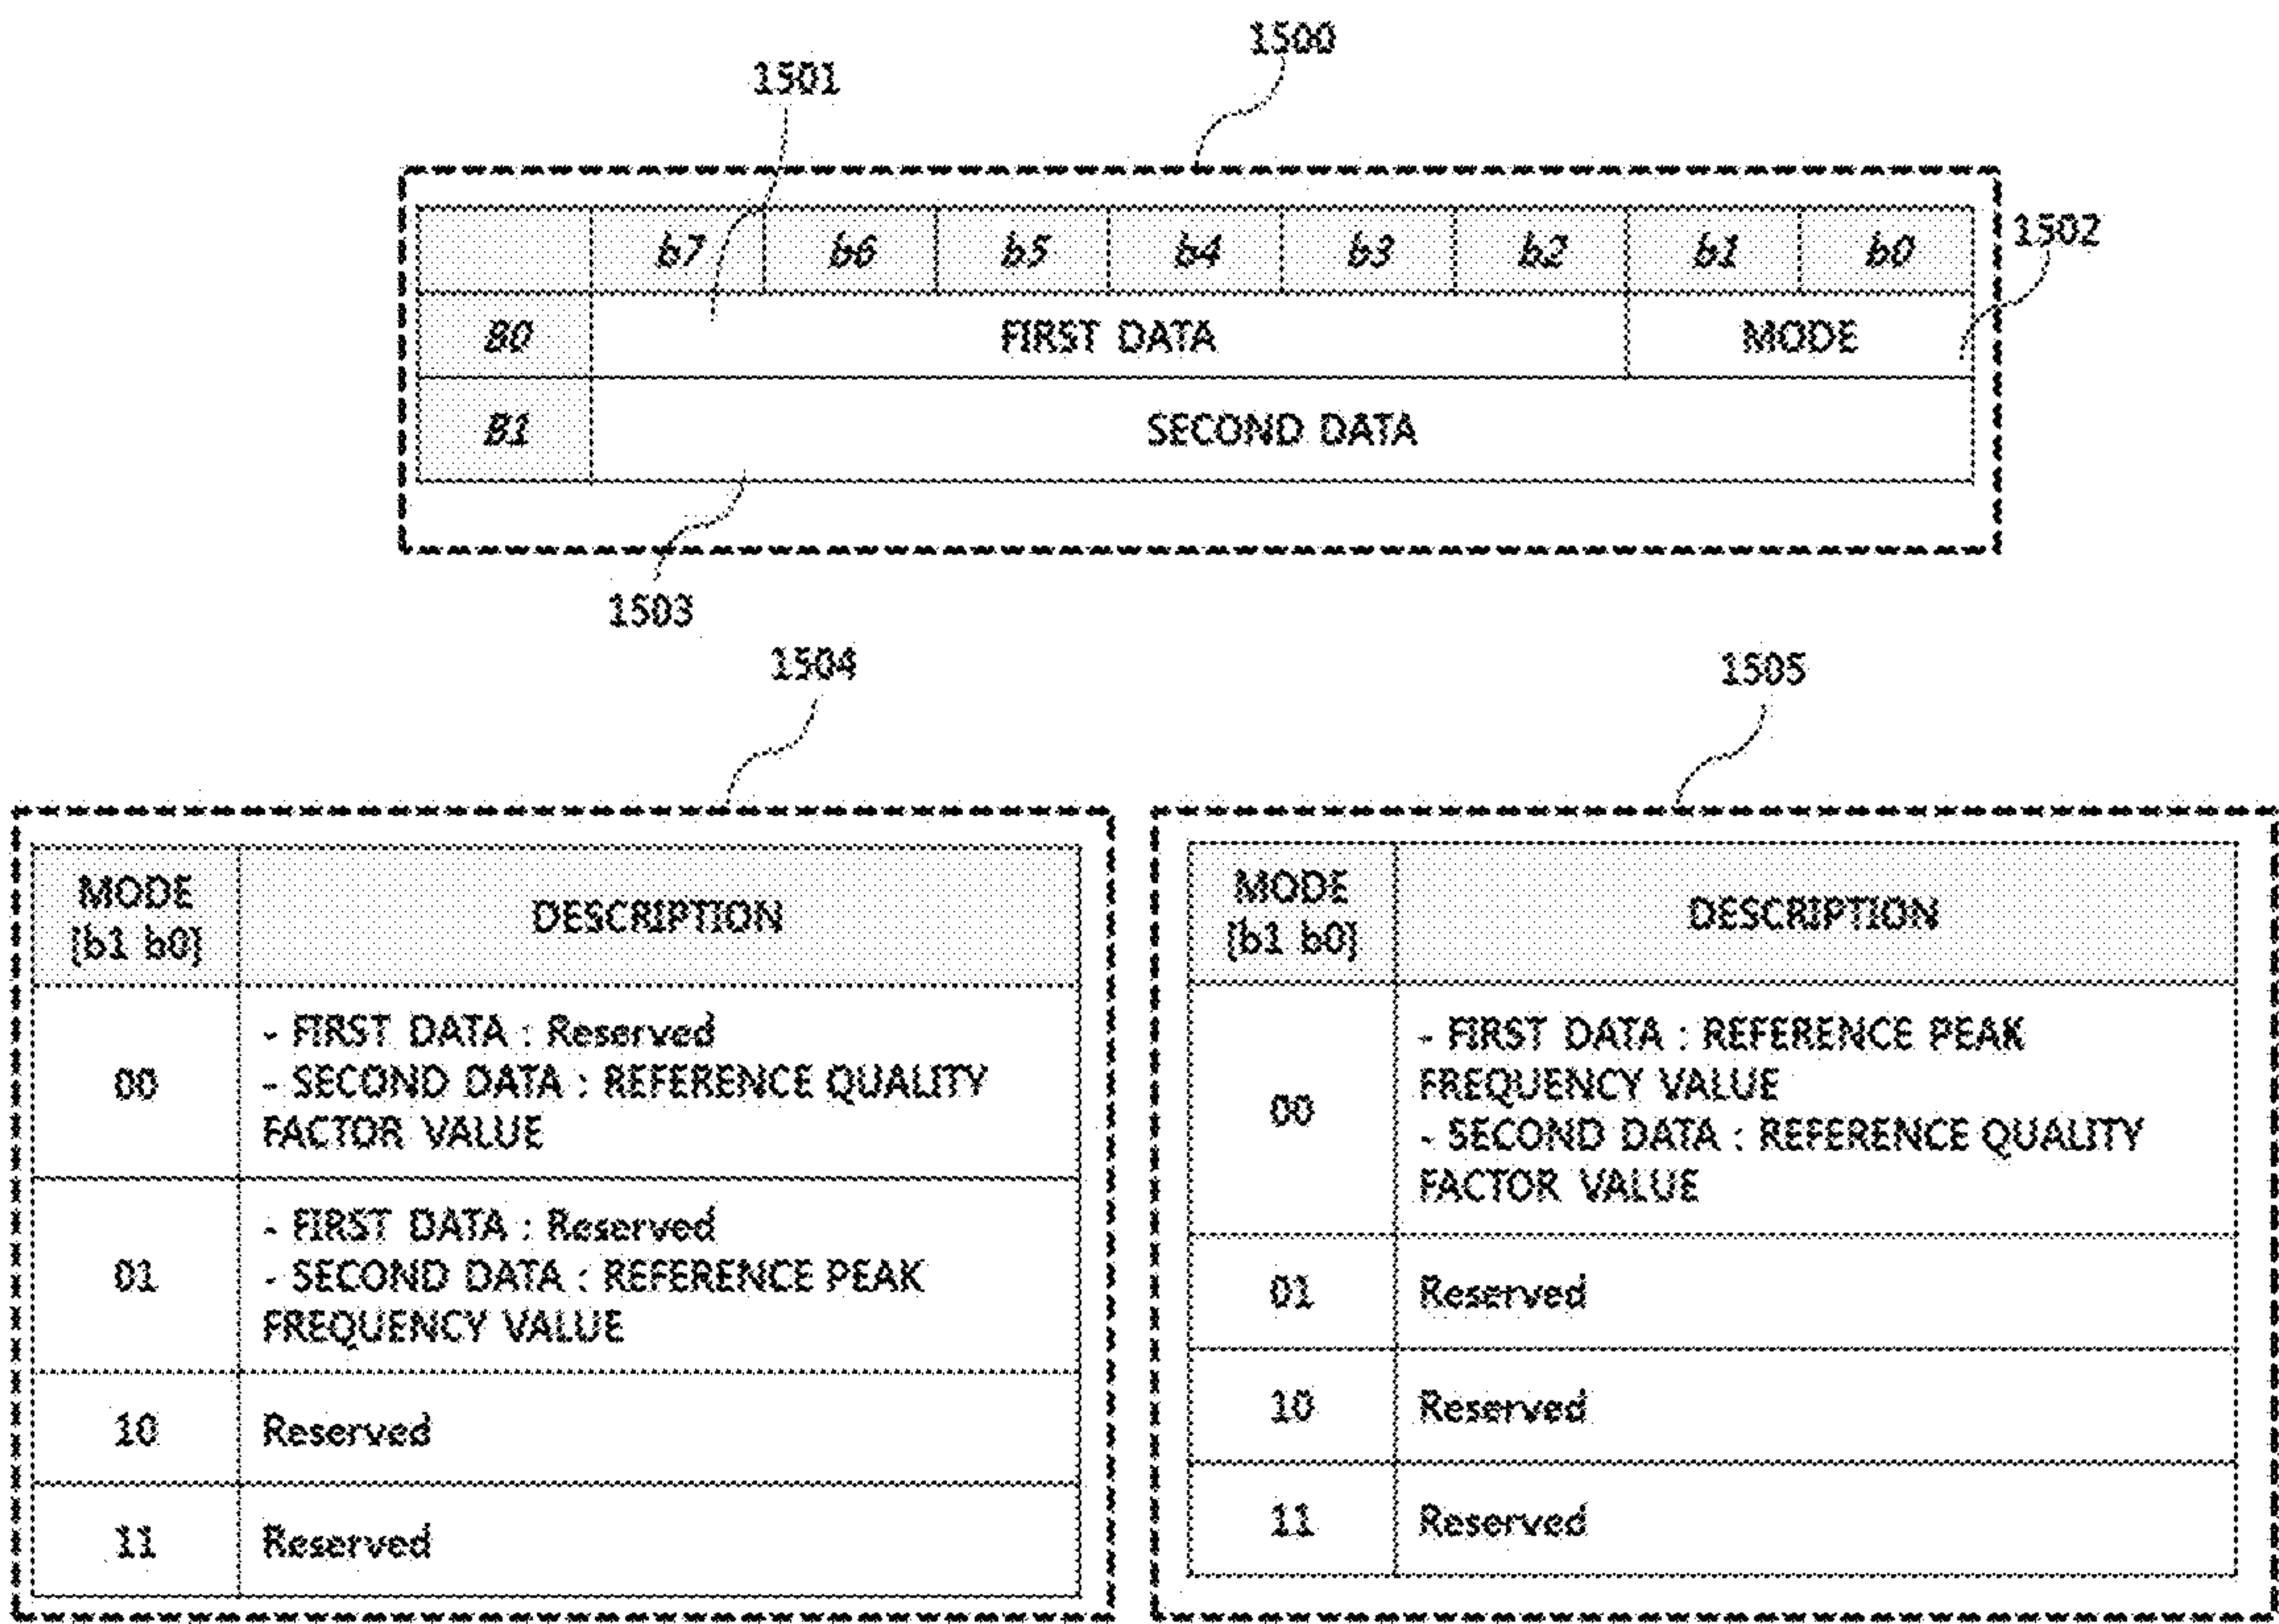 1500
1501
b7 b6 b5 b4 b3 b2 b1 b0
1502
B0 FIRST DATA MODE
B1 SECOND DATA
1503
1504
MODE
[b1 b0]
DESCRIPTION
00
- FIRST DATA : Reserved
- SECOND DATA : REFERENCE QUALITY
FACTOR VALUE
01
- FIRST DATA : Reserved
- SECOND DATA : REFERENCE PEAK
FREQUENCY VALUE
10 Reserved
11 Reserved
1505
MODE
[b1 b0]
DESCRIPTION
00
- FIRST DATA : REFERENCE PEAK
FREQUENCY VALUE
- SECOND DATA : REFERENCE QUALITY
FACTOR VALUE
01 Reserved
10 Reserved
11 Reserved